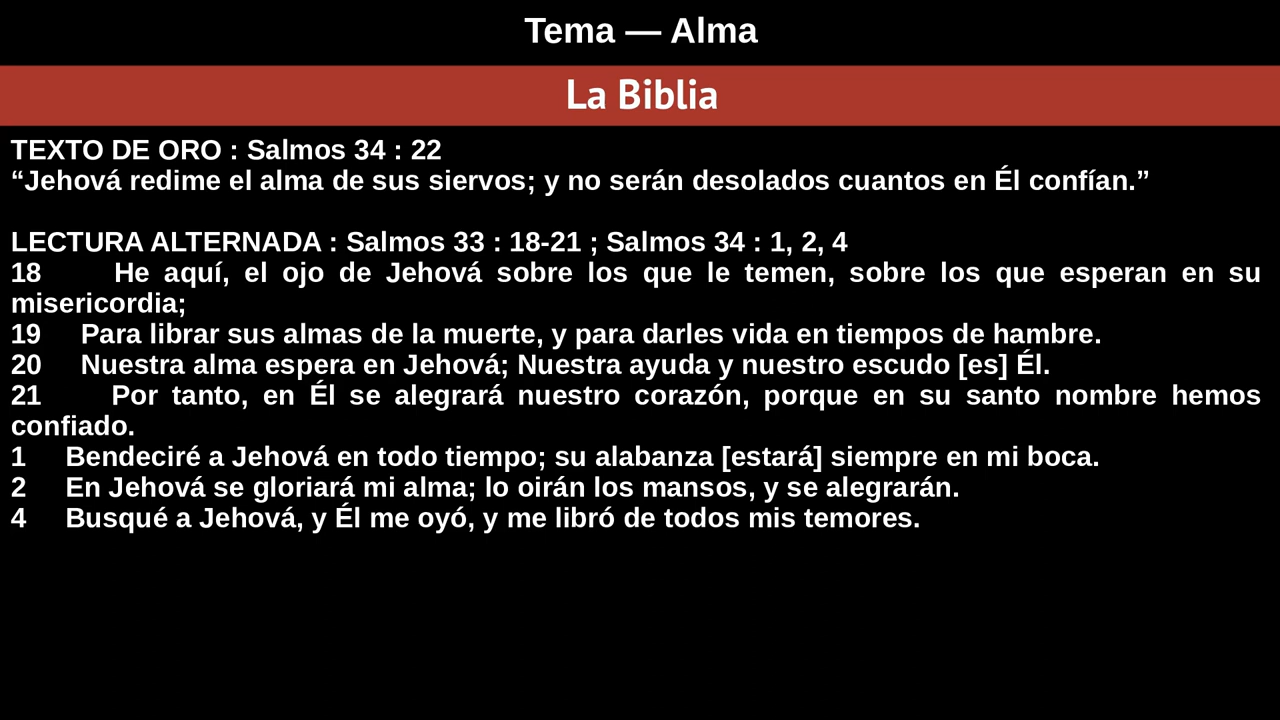 Tema — Alma
La Biblia
TEXTO DE ORO : Salmos 34 : 22
“Jehová redime el alma de sus siervos; y no serán desolados cuantos en Él confían.”
LECTURA ALTERNADA : Salmos 33 : 18-21 ; Salmos 34 : 1, 2, 4
18 He aquí, el ojo de Jehová sobre los que le temen, sobre los que esperan en su
misericordia;
19 Para librar sus almas de la muerte, y para darles vida en tiempos de hambre.
20 Nuestra alma espera en Jehová; Nuestra ayuda y nuestro escudo [es] Él.
21 Por tanto, en Él se alegrará nuestro corazón, porque en su santo nombre hemos
confiado.
1 Bendeciré a Jehová en todo tiempo; su alabanza [estará] siempre en mi boca.
2 En Jehová se gloriará mi alma; lo oirán los mansos, y se alegrarán.
4 Busqué a Jehová, y Él me oyó, y me libró de todos mis temores.